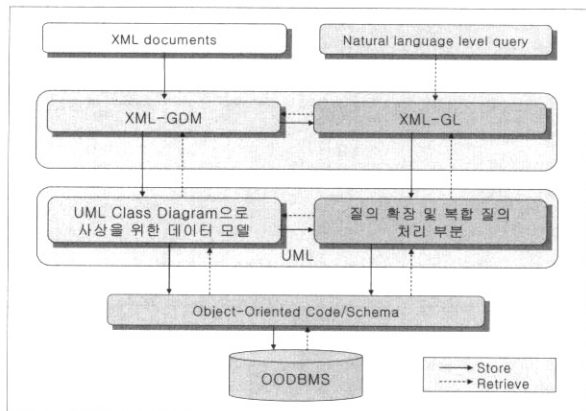 XML documents
Natural language level query
XML-GDM
XML-GL
UML Class Diagram으로
사상을 위한 데이터 모델
질의 확장 및 복합 질의
처리 부분
UML
Object-Oriented Code/Schema
OODBMS
Store
Retrieve